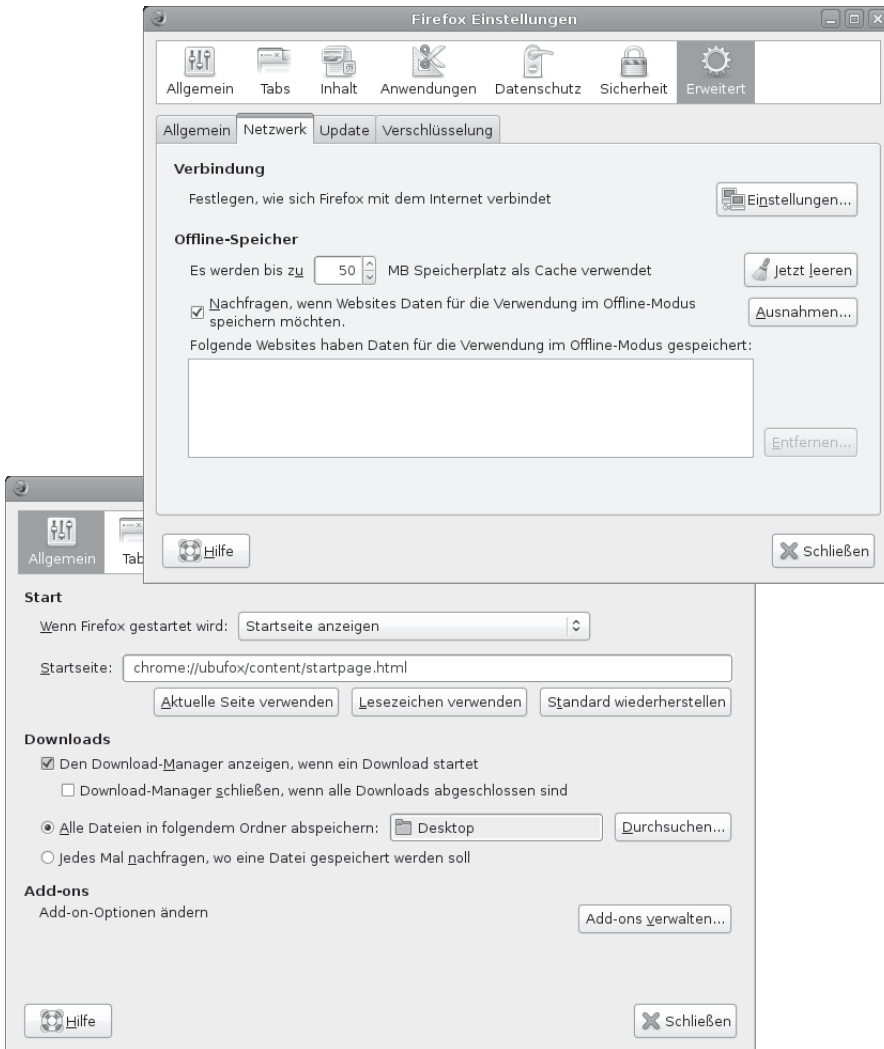 Firefox Einstellungen
Allgemein Tabs Inhalt Anwendungen Datenschutz Sicherheit Erweitert
Allgemein Netzwerk Update Verschlüsselung
Verbindung
Festlegen, wie sich Firefox mit dem Internet verbindet Einstellungen...
Offline-Speicher
Es werden bis zu 50 MB Speicherplatz als Cache verwendet Jetzt leeren
Nachfragen, wenn Websites Daten für die Verwendung im Offline-Modus
speichern möchten. Ausnahmen...
Folgende Websites haben Daten für die Verwendung im Offline-Modus gespeichert:
Entfernen...
Hilfe Schließen
Allgemein Tab
Start
Wenn Firefox gestartet wird: Startseite anzeigen
Startseite: chrome://ubufox/content/startpage.html
Aktuelle Seite verwenden Lesezeichen verwenden Standard wiederherstellen
Downloads
Den Download-Manager anzeigen, wenn ein Download startet
Download-Manager schließen, wenn alle Downloads abgeschlossen sind
Alle Dateien in folgendem Ordner abspeichern: Desktop Durchsuchen...
Jedes Mal nachfragen, wo eine Datei gespeichert werden soll
Add-ons
Add-on-Optionen ändern Add-ons verwalten...
Hilfe Schließen